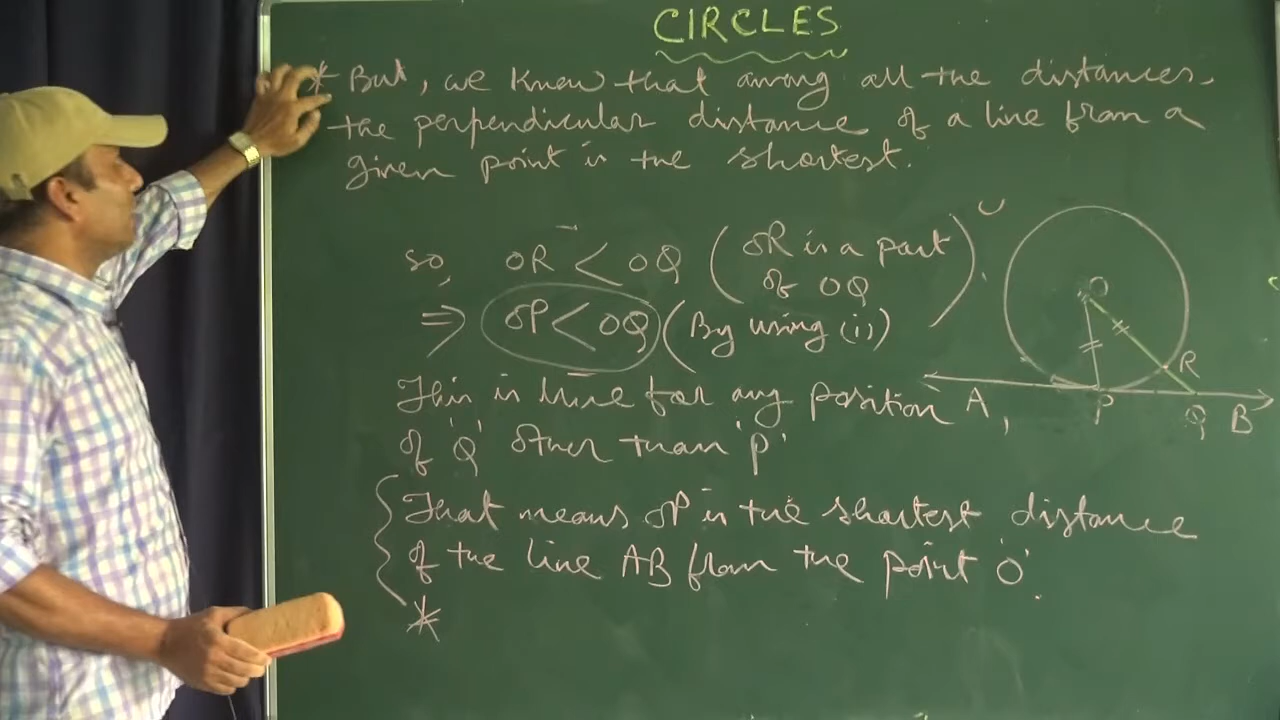 CIRCLES
* But, we know that among all the distances,
the perpendicular distance of a line from a
given point is the shortest.
so, OR < OQ (OR is a part of OQ).
⇒ OP < OQ (By using (i))
This is true for any position
of 'Q' other than 'P'
That means OP is the shortest distance
of the line AB from the point 'O'.
*
O
R
A P Q B